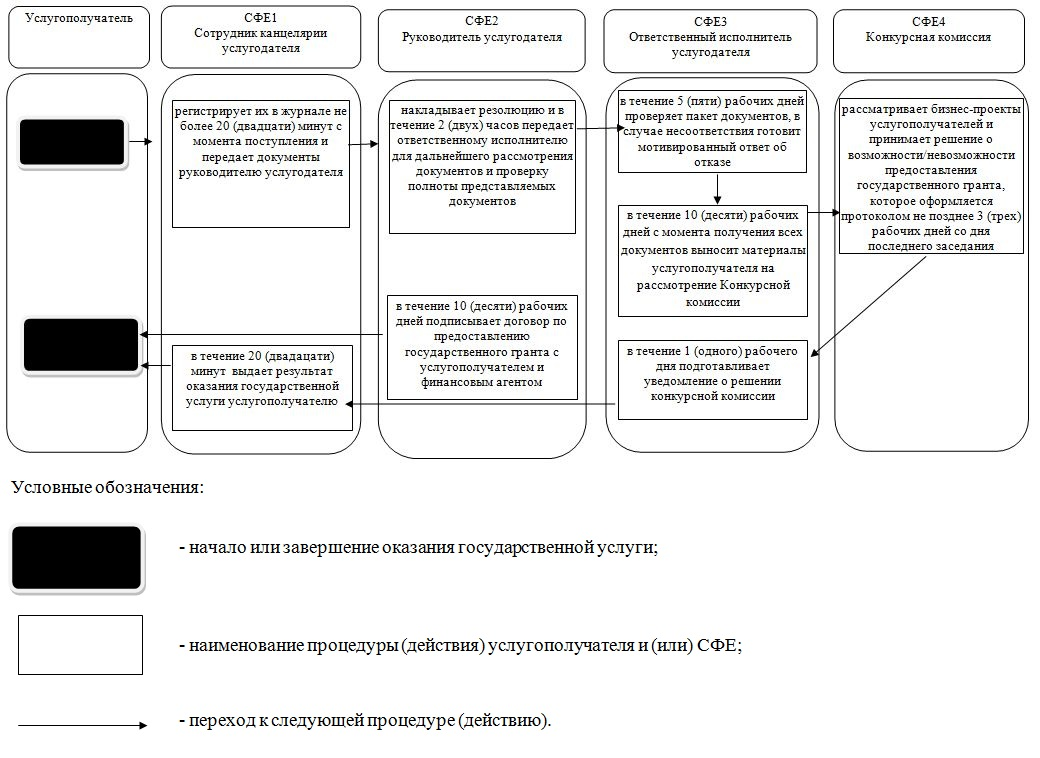 Услугополучатель
СФЕ1
Сотрудник канцелярии
услугодателя
СФЕ2
Руководитель услугодателя
СФЕ3
Ответственный исполнитель
услугодателя
СФЕ4
Конкурсная комиссия
регистрирует их в журнале не
более 20 (двадцати) минут с
момента поступления и
передает документы
руководителю услугодателя
накладывает резолюцию и в
течение 2 (двух) часов передает
ответственному исполнителю
для дальнейшего рассмотрения
документов и проверку
полноты представляемых
документов
в течение 5 (пяти) рабочих дней
проверяет пакет документов, в
случае несоответствия готовит
мотивированный ответ об
отказе
рассматривает бизнес-проекты
услугополучателей и
принимает решение о
возможности/невозможности
предоставления
государственного гранта,
которое оформляется
протоколом не позднее 3 (трех)
рабочих дней со дня
последнего заседания
в течение 10 (десяти) рабочих
дней с момента получения всех
документов выносит материалы
услугополучателя на
рассмотрение Конкурсной
комиссии
в течение 10 (десяти) рабочих
дней подписывает договор по
предоставлению
государственного гранта с
услугополучателем и
финансовым агентом
в течение 20 (двадацати)
минут выдает результат
оказания государственной
услуги услугополучателю
в течение 1 (одного) рабочего
дня подготавливает
уведомление о решении
конкурсной комиссии
Условные обозначения:
- начало или завершение оказания государственной услуги;
- наименование процедуры (действия) услугополучателя и (или) СФЕ;
- переход к следующей процедуре (действию).